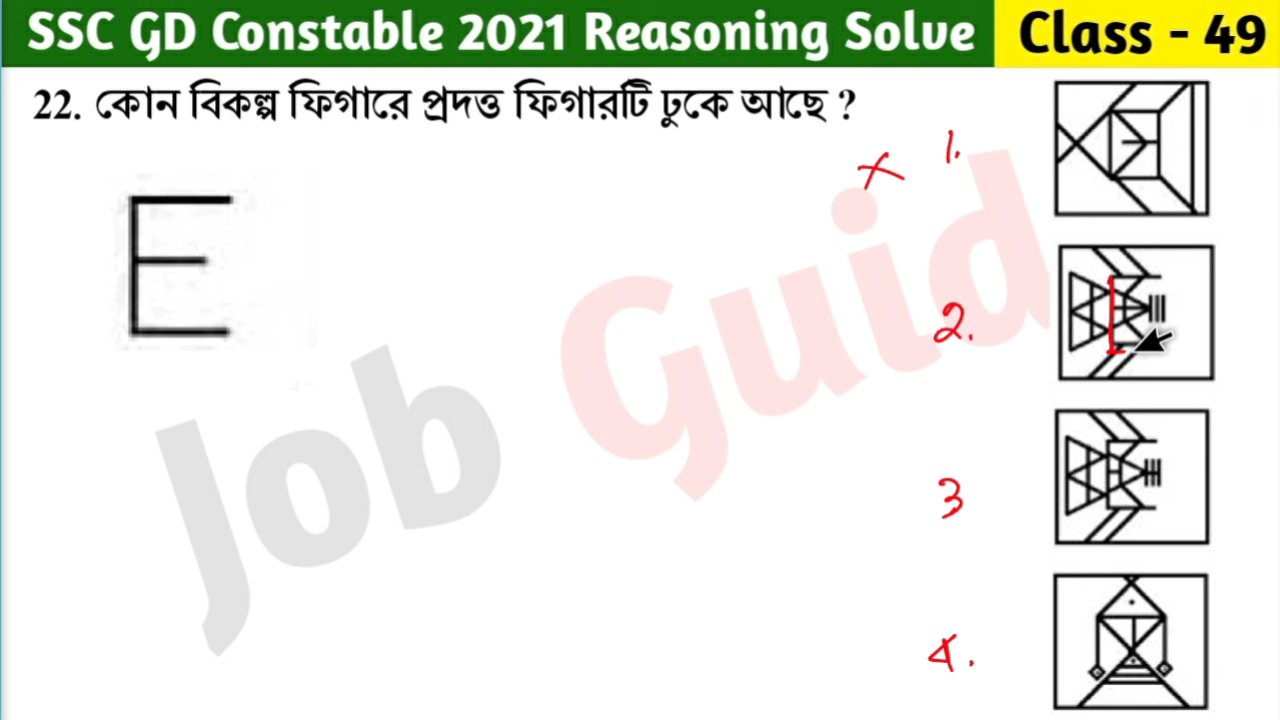 SSC GD Constable 2021 Reasoning Solve
Class - 49
22. কোন বিকল্প ফিগারে প্রদত্ত ফিগারটি ঢুকে আছে ?
E
Job Guid
1.
2.
3
4.